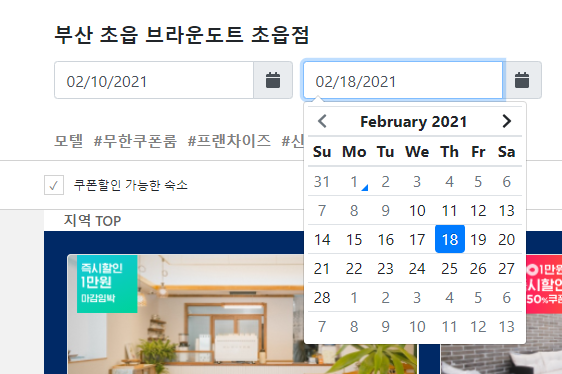 부산 초읍 브라운도트 초읍점
02/10/2021
02/18/2021
February 2021
Su Mo Tu We Th Fr Sa
31 1 2 3 4 5 6
7 8 9 10 11 12 13
14 15 16 17 18 19 20
21 22 23 24 25 26 27
28 1 2 3 4 5 6
7 8 9 10 11 12 13
모텔 #무한쿠폰룸 #프랜차이즈 #신
쿠폰할인 가능한 숙소
지역 TOP
즉시할인
1만원
마감임박
1만원
시할인
50%쿠폰